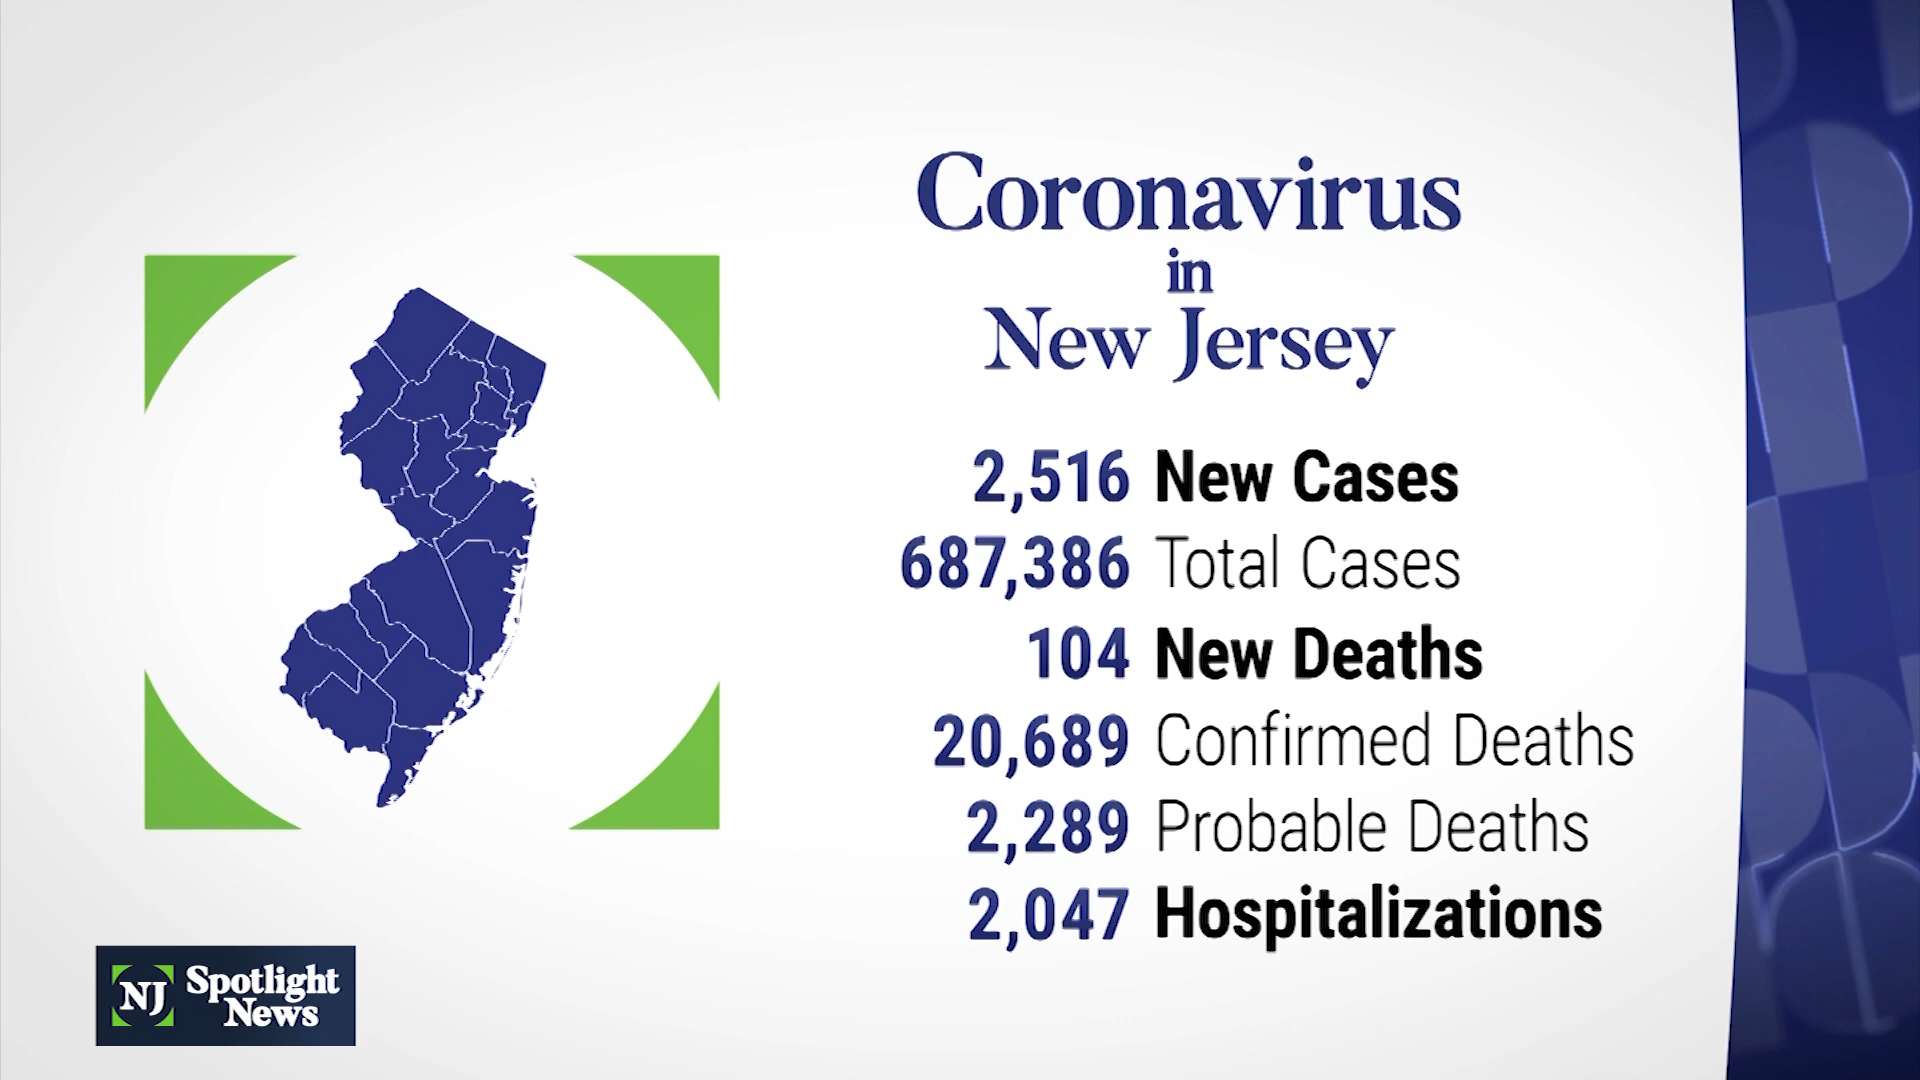 Coronavirus
in
New Jersey
2,516 New Cases
687,386 Total Cases
104 New Deaths
20,689 Confirmed Deaths
2,289 Probable Deaths
2,047 Hospitalizations
NJ Spotlight
News